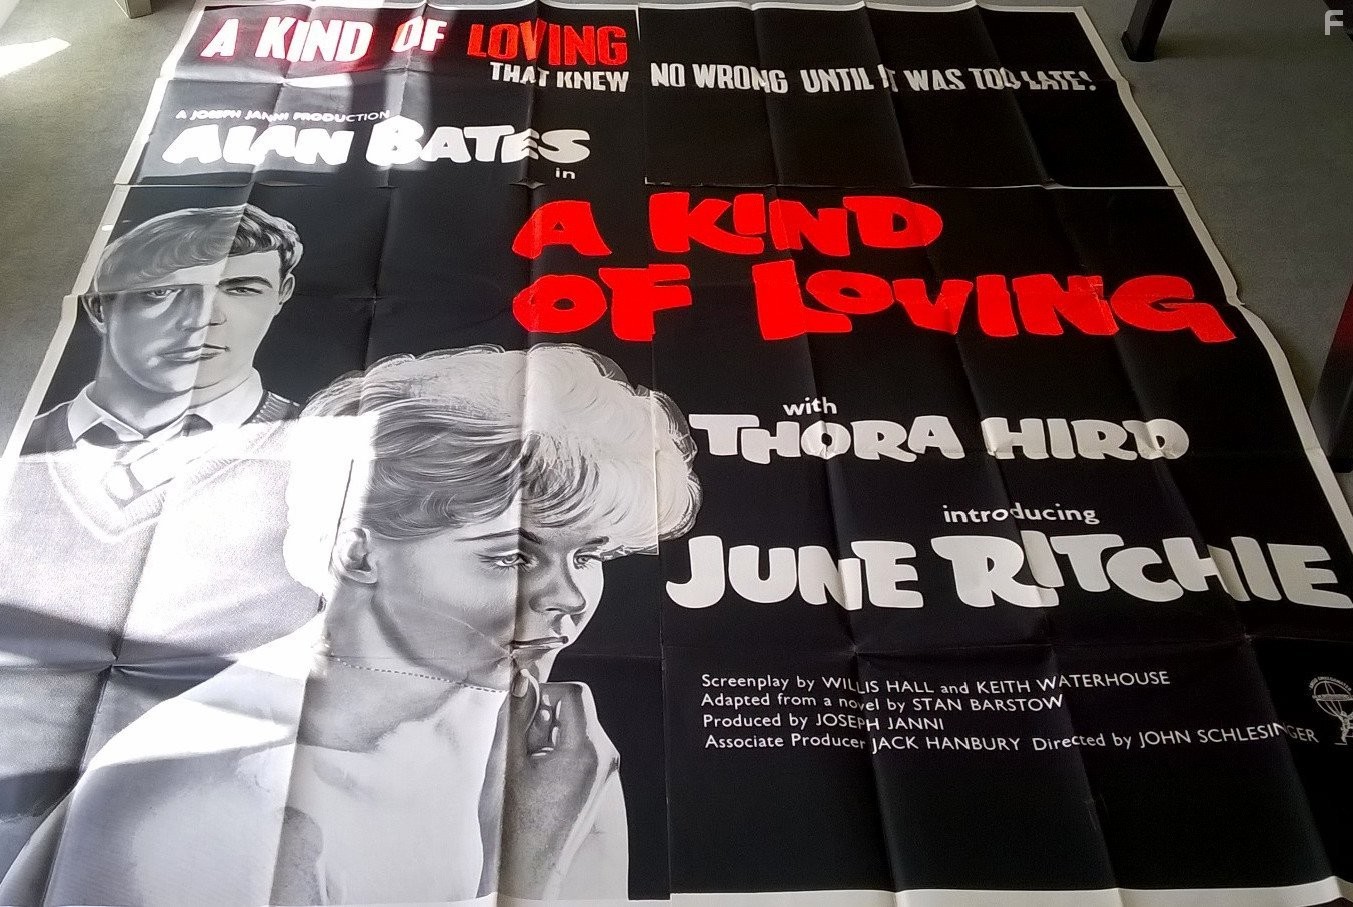 A KIND OF LOVING
THAT KNEW NO WRONG UNTIL IT WAS TOO LATE!
A JOSEPH JANNI PRODUCTION
ALAN BATES
in
A KIND
OF LOVING
with
THORA HIRD
introducing
JUNE RITCHIE
Screenplay by WILLIS HALL and KEITH WATERHOUSE
Adapted from a novel by STAN BARSTOW
Produced by JOSEPH JANNI
Associate Producer JACK HANBURY Directed by JOHN SCHLESINGER
F